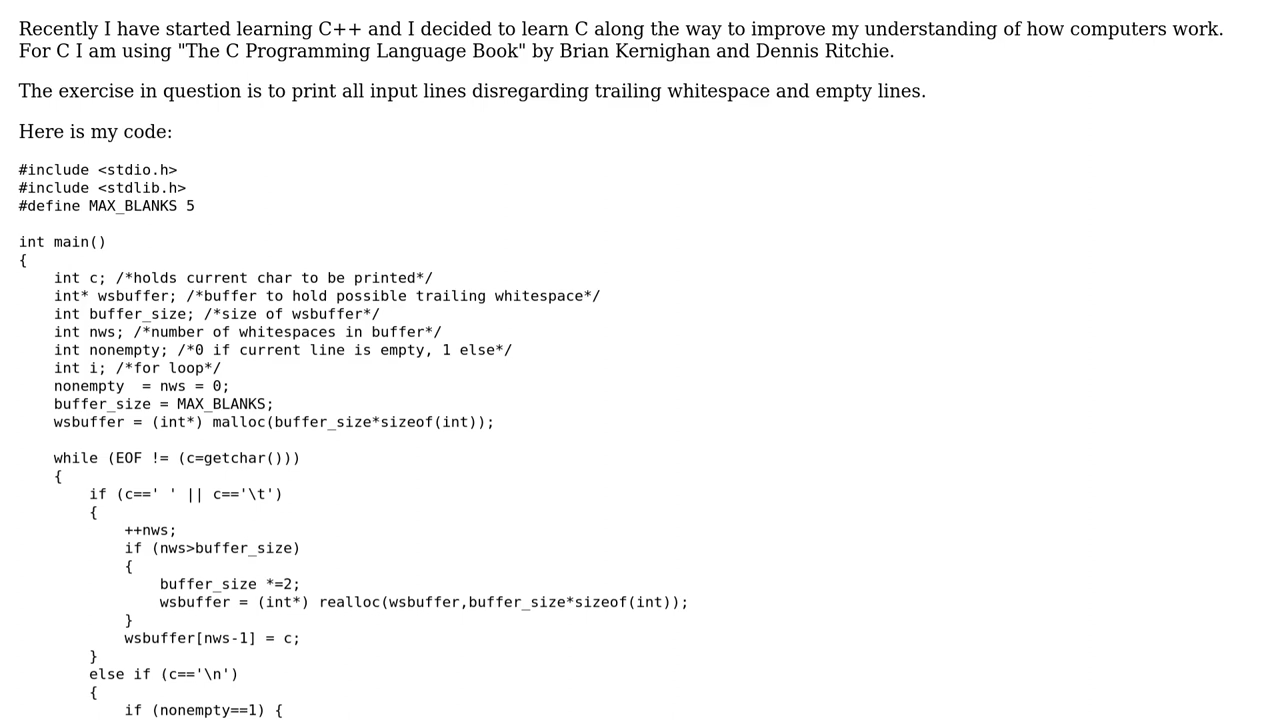 Recently I have started learning C++ and I decided to learn C along the way to improve my understanding of how computers work.
For C I am using "The C Programming Language Book" by Brian Kernighan and Dennis Ritchie.
The exercise in question is to print all input lines disregarding trailing whitespace and empty lines.
Here is my code:
#include <stdio.h>
#include <stdlib.h>
#define MAX_BLANKS 5
int main()
{
    int c; /*holds current char to be printed*/
    int* wsbuffer; /*buffer to hold possible trailing whitespace*/
    int buffer_size; /*size of wsbuffer*/
    int nws; /*number of whitespaces in buffer*/
    int nonempty; /*0 if current line is empty, 1 else*/
    int i; /*for loop*/
    nonempty  = nws = 0;
    buffer_size = MAX_BLANKS;
    wsbuffer = (int*) malloc(buffer_size*sizeof(int));
    while (EOF != (c=getchar()))
    {
        if (c==' ' || c=='\t')
        {
            ++nws;
            if (nws>buffer_size)
            {
                buffer_size *=2;
                wsbuffer = (int*) realloc(wsbuffer,buffer_size*sizeof(int));
            }
            wsbuffer[nws-1] = c;
        }
        else if (c=='\n')
        {
            if (nonempty==1) {